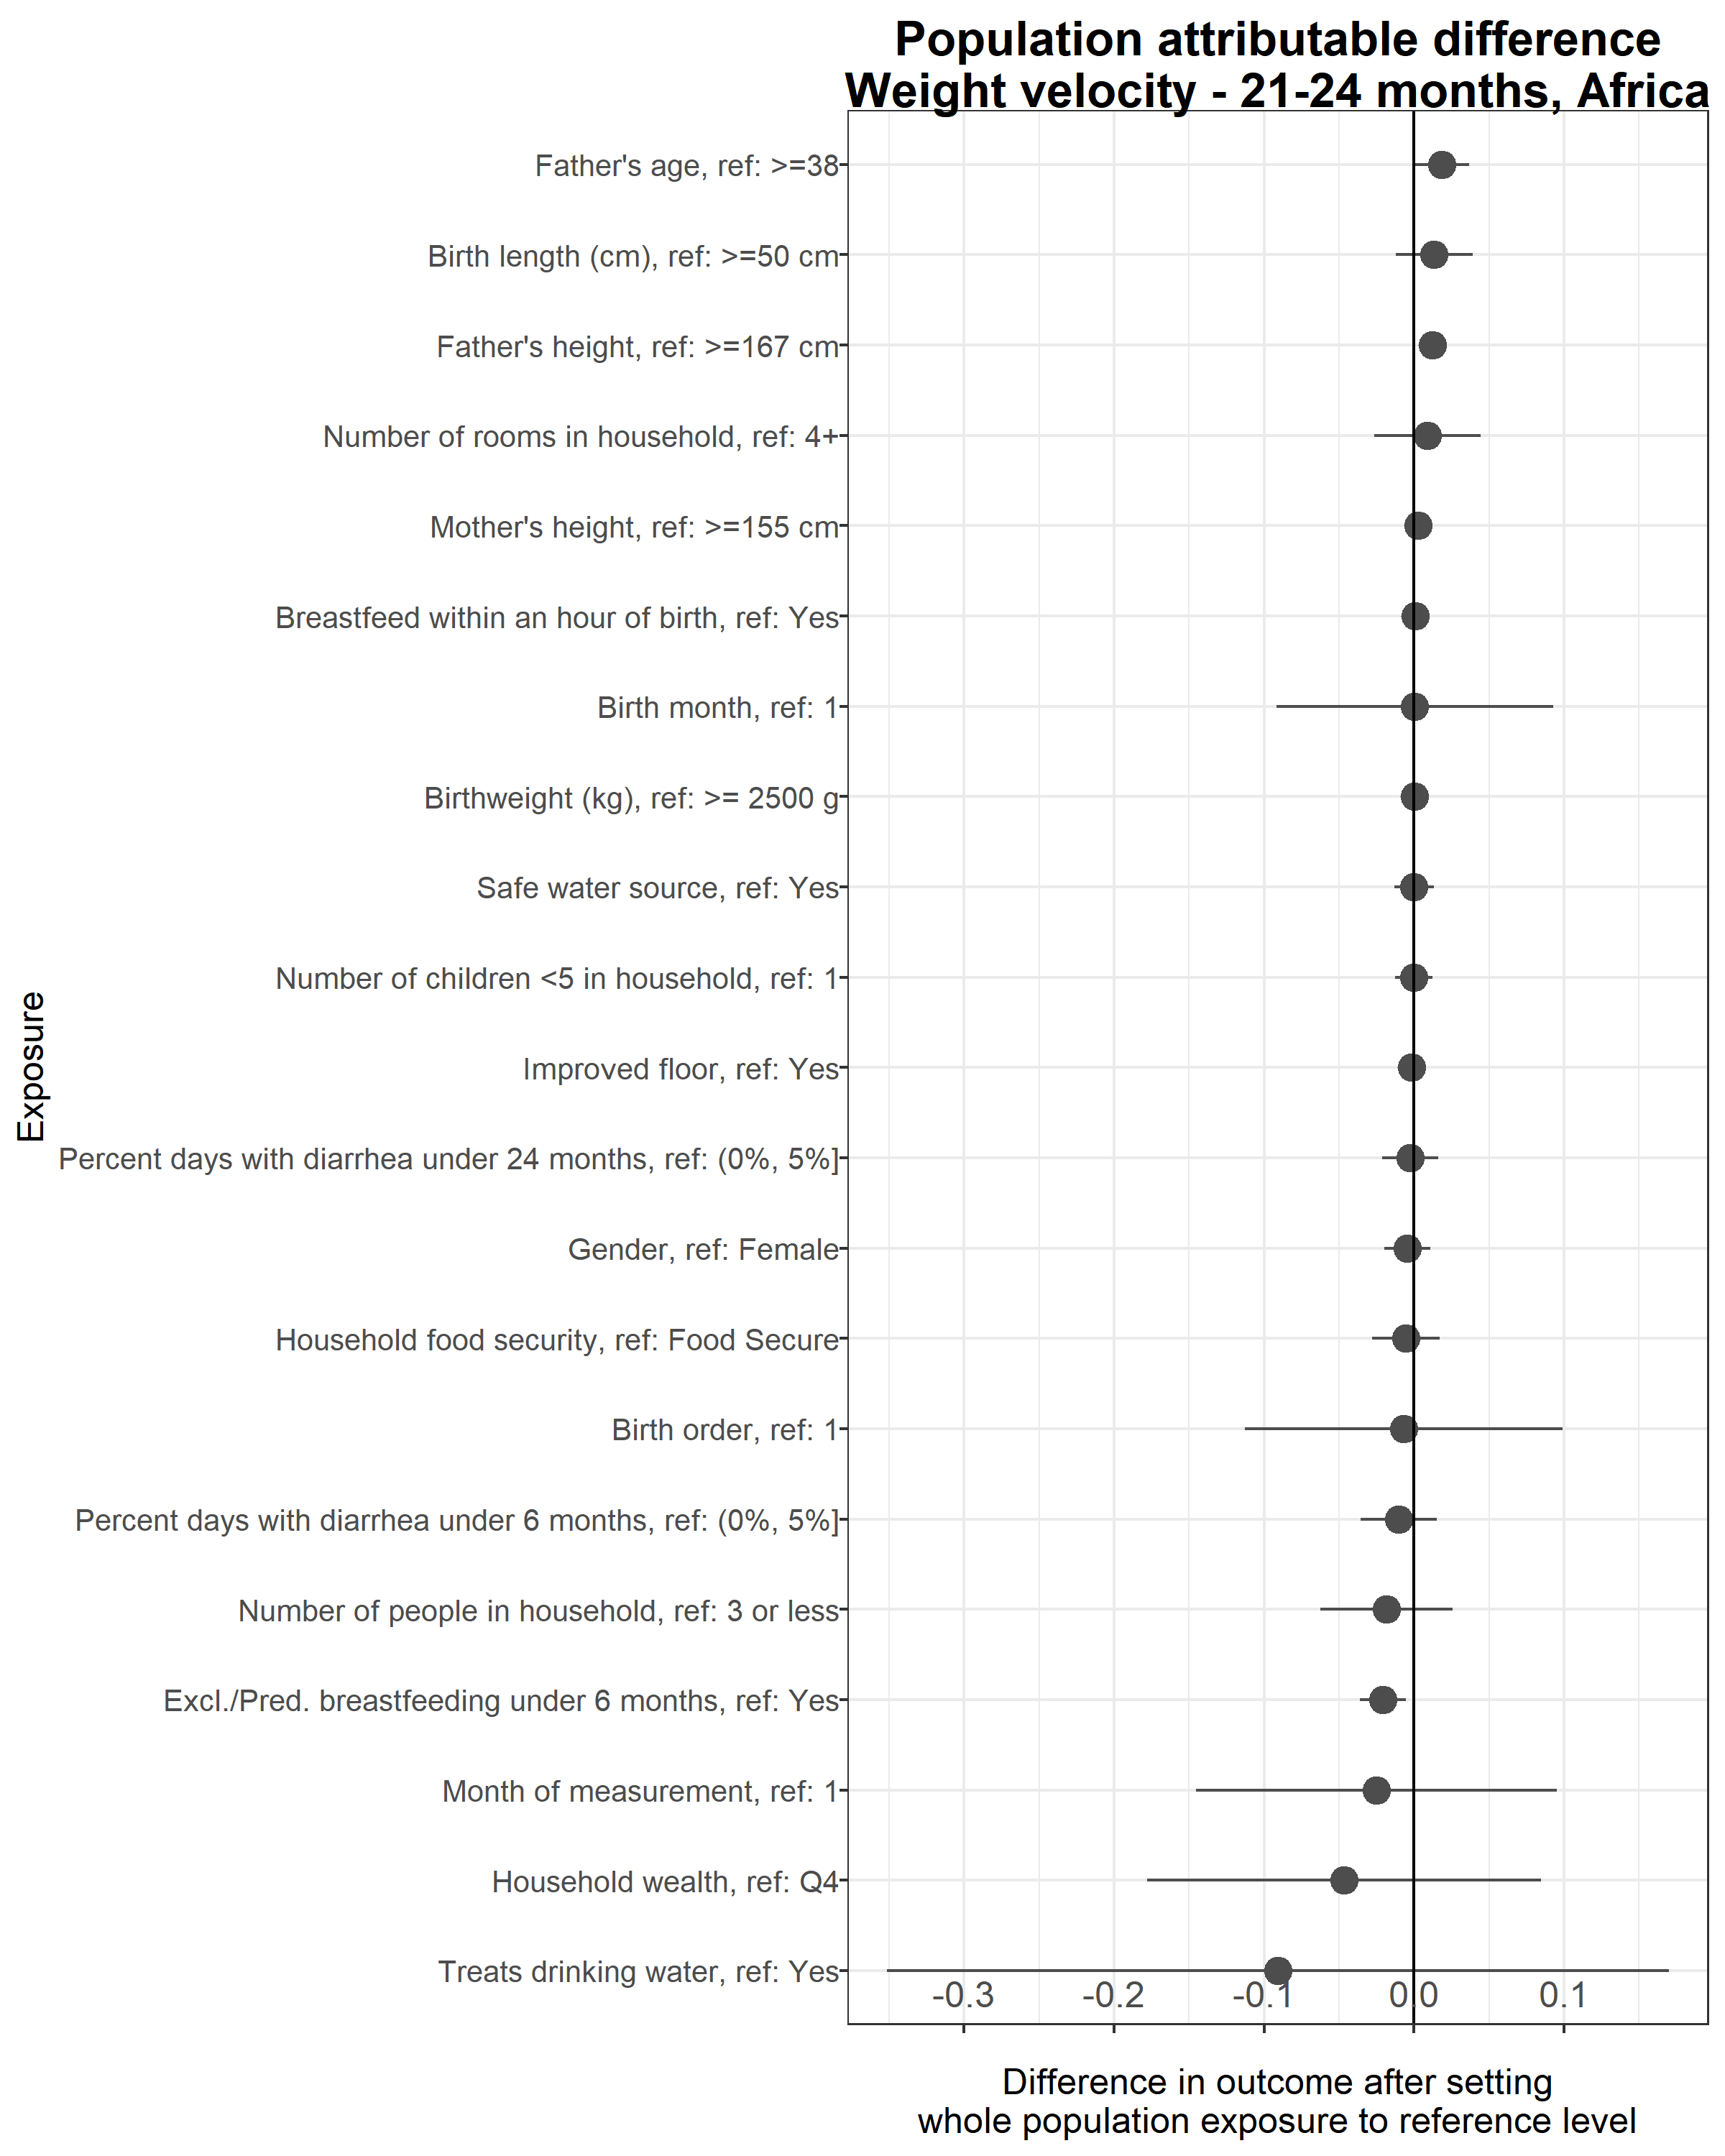 Population attributable difference
Weight velocity - 21-24 months, Africa
Father's age, ref: >=38
Birth length (cm), ref: >=50 cm
Father's height, ref: >=167 cm
Number of rooms in household, ref: 4+
Mother's height, ref: >=155 cm
Breastfeed within an hour of birth, ref: Yes
Birth month, ref: 1
Birthweight (kg), ref: >= 2500 g
Safe water source, ref: Yes
Number of children <5 in household, ref: 1
Improved floor, ref: Yes
Percent days with diarrhea under 24 months, ref: (0%, 5%]
Gender, ref: Female
Household food security, ref: Food Secure
Birth order, ref: 1
Percent days with diarrhea under 6 months, ref: (0%, 5%]
Number of people in household, ref: 3 or less
Excl./Pred. breastfeeding under 6 months, ref: Yes
Month of measurement, ref: 1
Household wealth, ref: Q4
Treats drinking water, ref: Yes
Exposure
-0.3 -0.2 -0.1 0.0 0.1
Difference in outcome after setting
whole population exposure to reference level